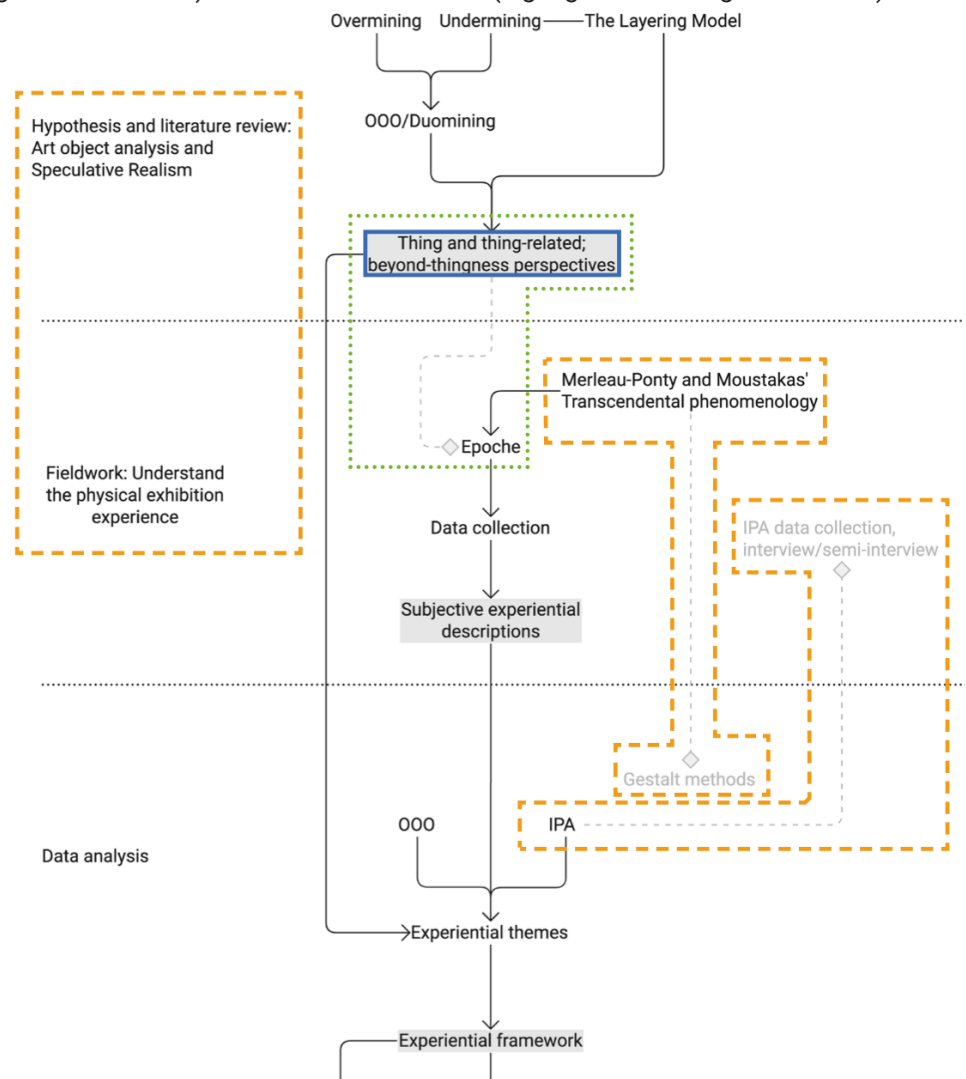 Overmining Undermining The Layering Model
Hypothesis and literature review:
Art object analysis and
Speculative Realism
OOO/Duomining
Thing and thing-related;
beyond-thingness perspectives
Merleau-Ponty and Moustakas'
Transcendental phenomenology
Epoche
Fieldwork: Understand
the physical exhibition
experience
Data collection
IPA data collection,
interview/semi-interview
Subjective experiential
descriptions
Gestalt methods
OOO IPA
Data analysis
Experiential themes
Experiential framework